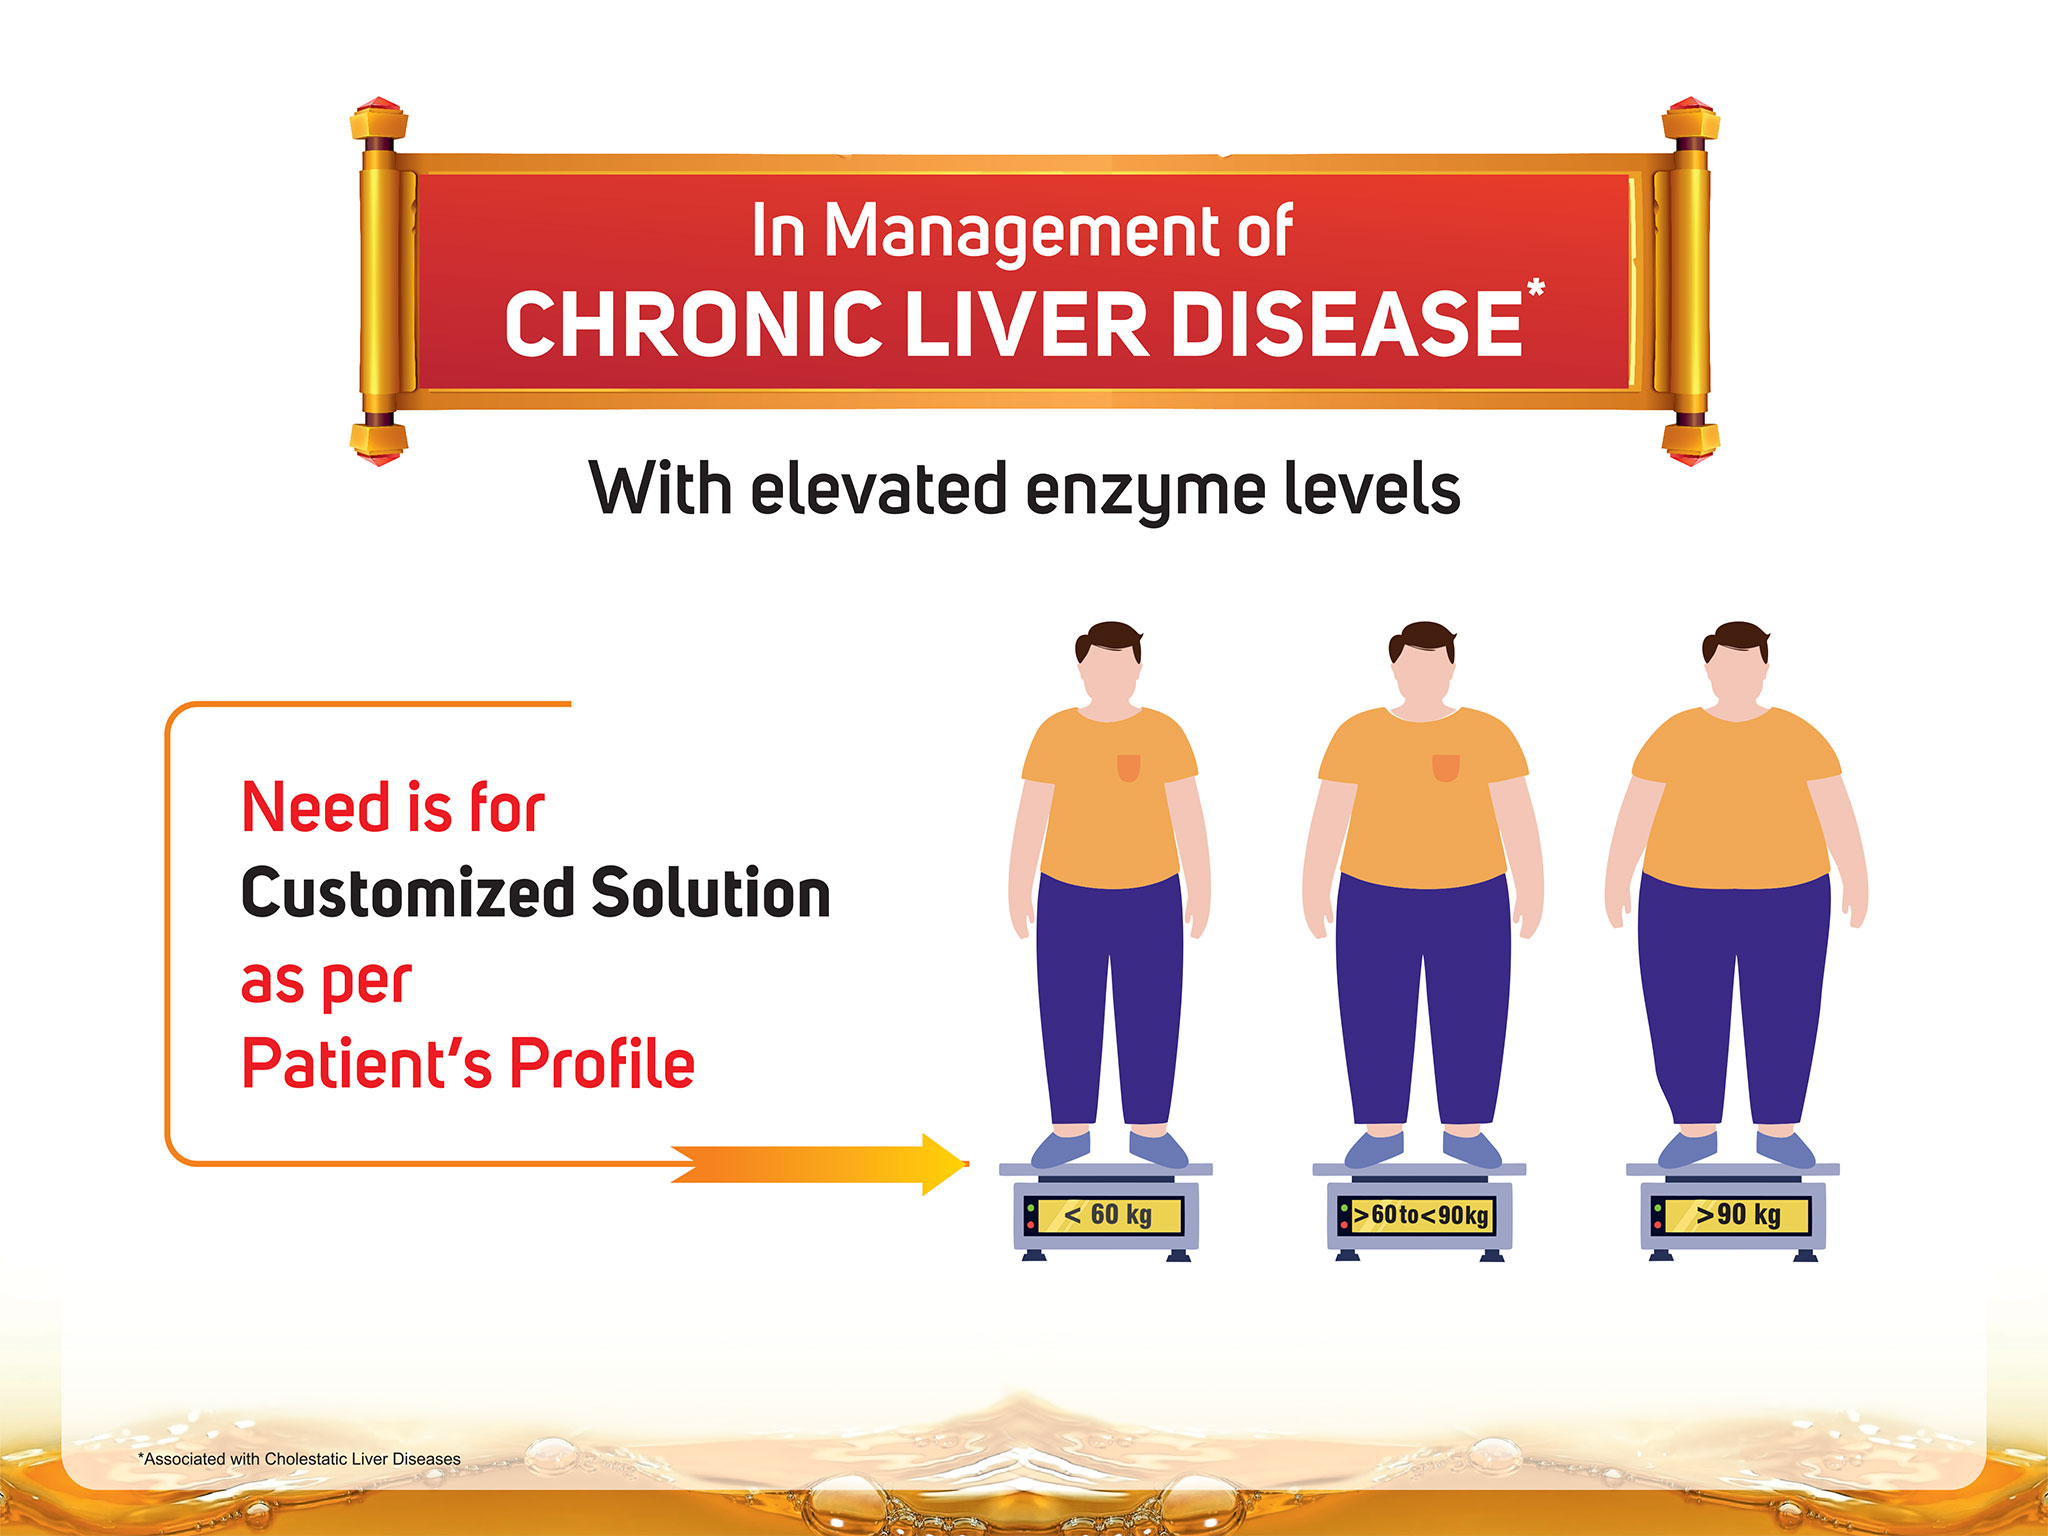 In Management of
CHRONIC LIVER DISEASE*
With elevated enzyme levels
Need is for
Customized Solution
as per
Patient’s Profile
< 60 kg
>60to<90kg
>90 kg
*Associated with Cholestatic Liver Diseases